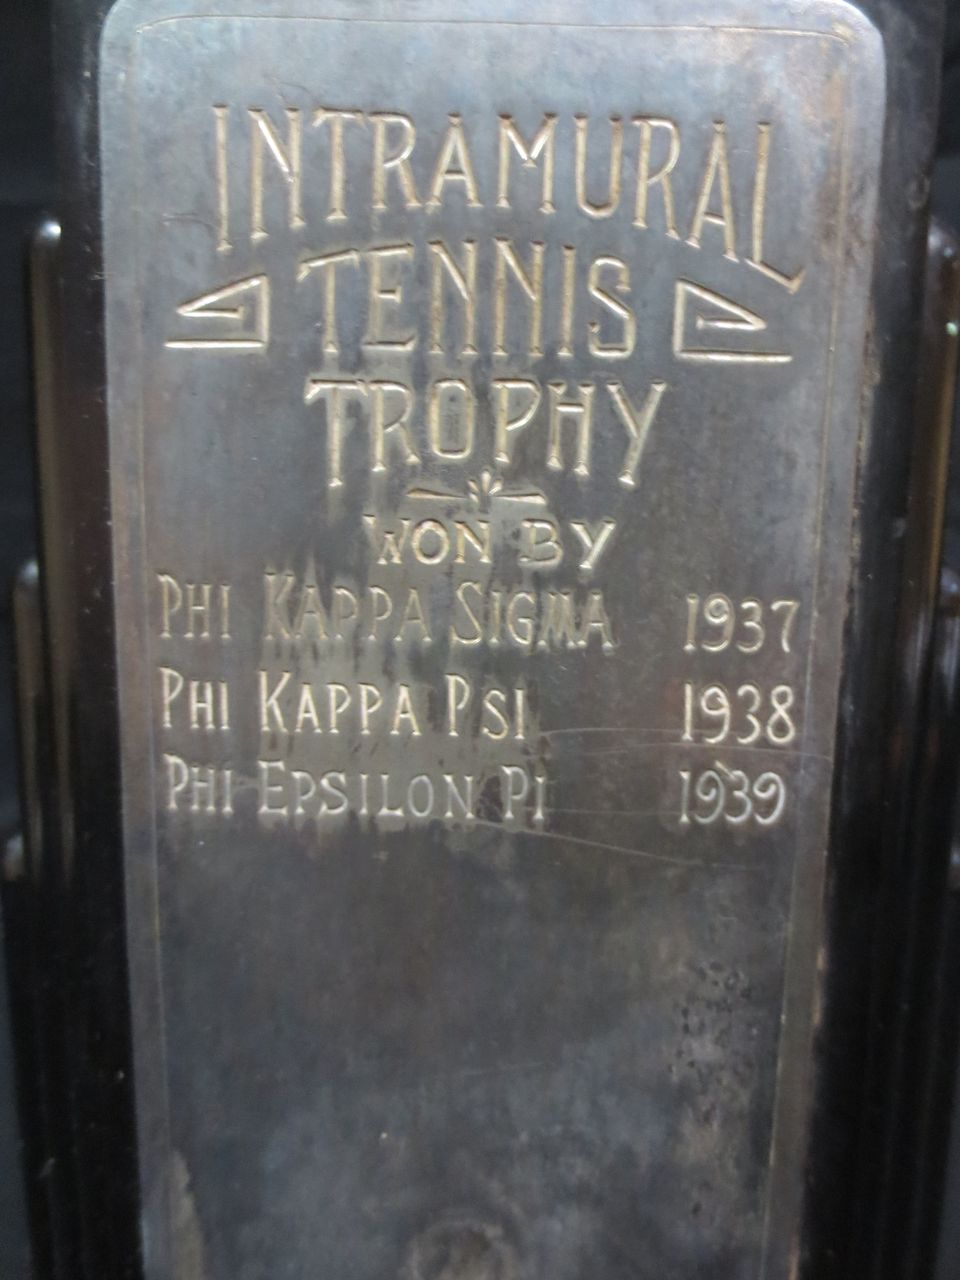 INTRAMURAL
TENNIS
TROPHY
WON BY
PHI KAPPA SIGMA 1937
PHI KAPPA PSI 1938
PHI EPSILON PI 1939